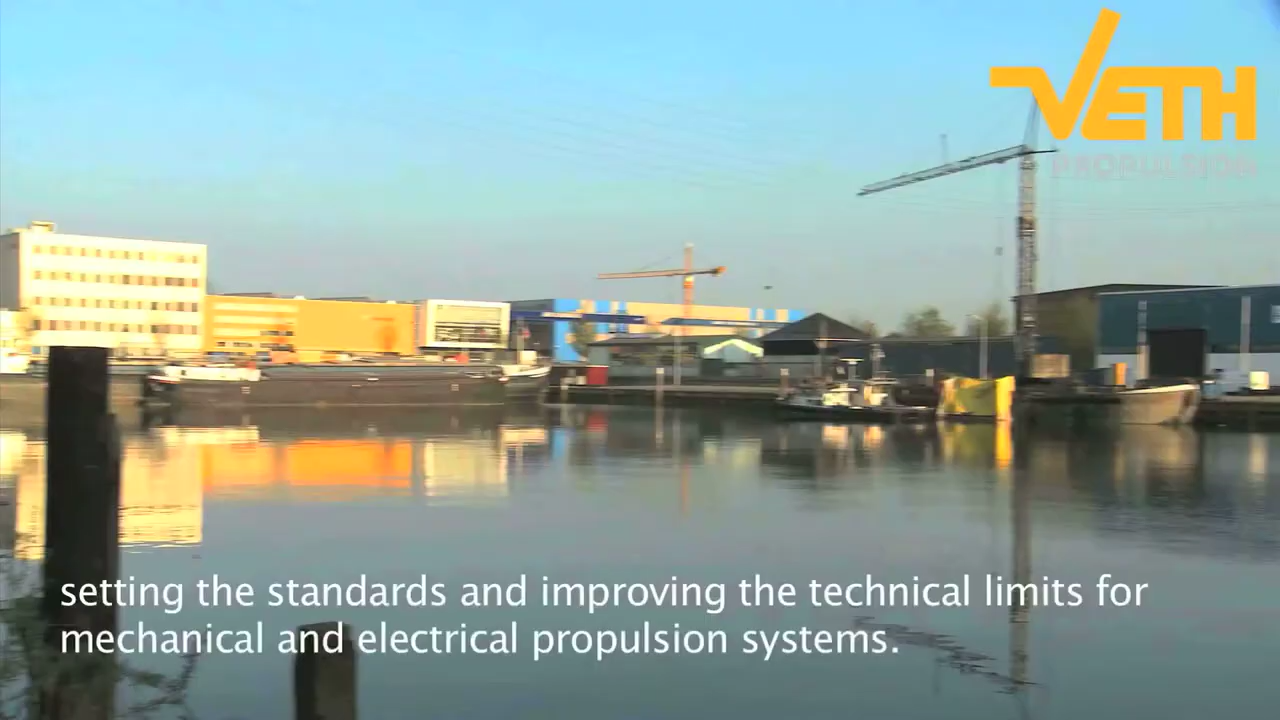 VETH
PROPULSION
setting the standards and improving the technical limits for
mechanical and electrical propulsion systems.